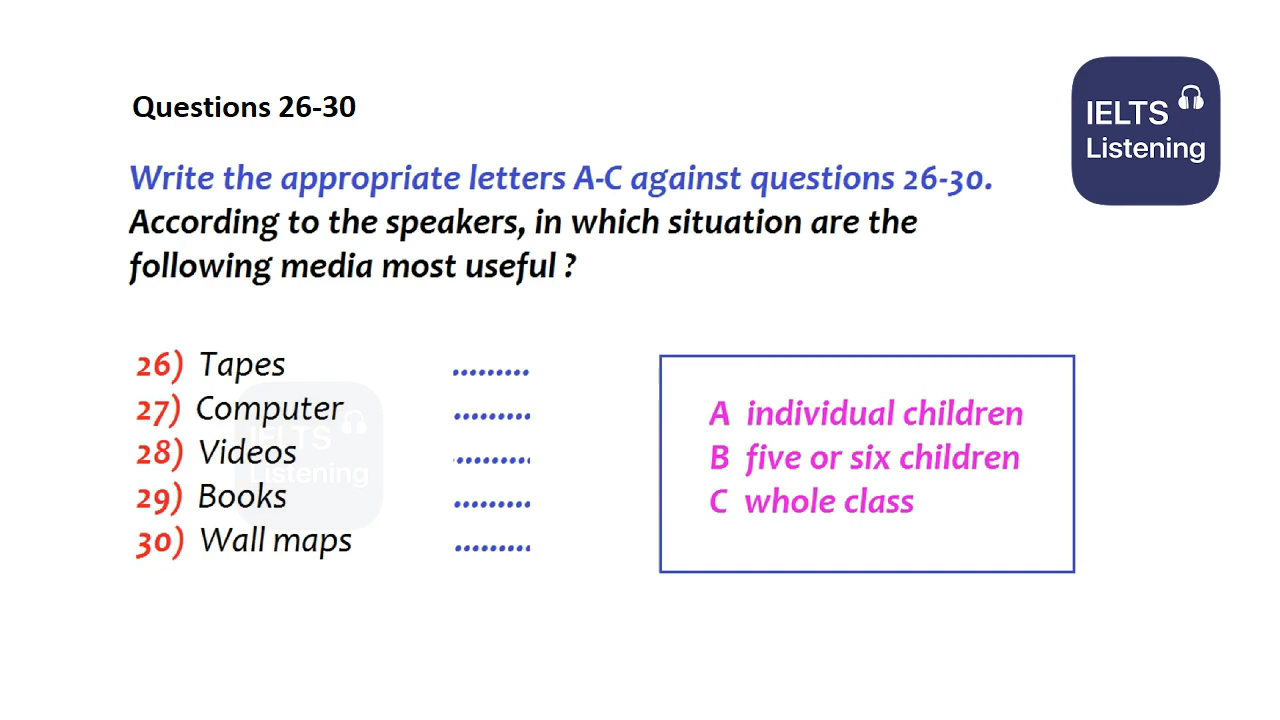 IELTS
Listening
Questions 26-30
Write the appropriate letters A-C against questions 26-30.
According to the speakers, in which situation are the
following media most useful ?
26) Tapes .........
27) Computer .........
28) Videos .........
29) Books .........
30) Wall maps .........
IELTS
Listening
A individual children
B five or six children
C whole class